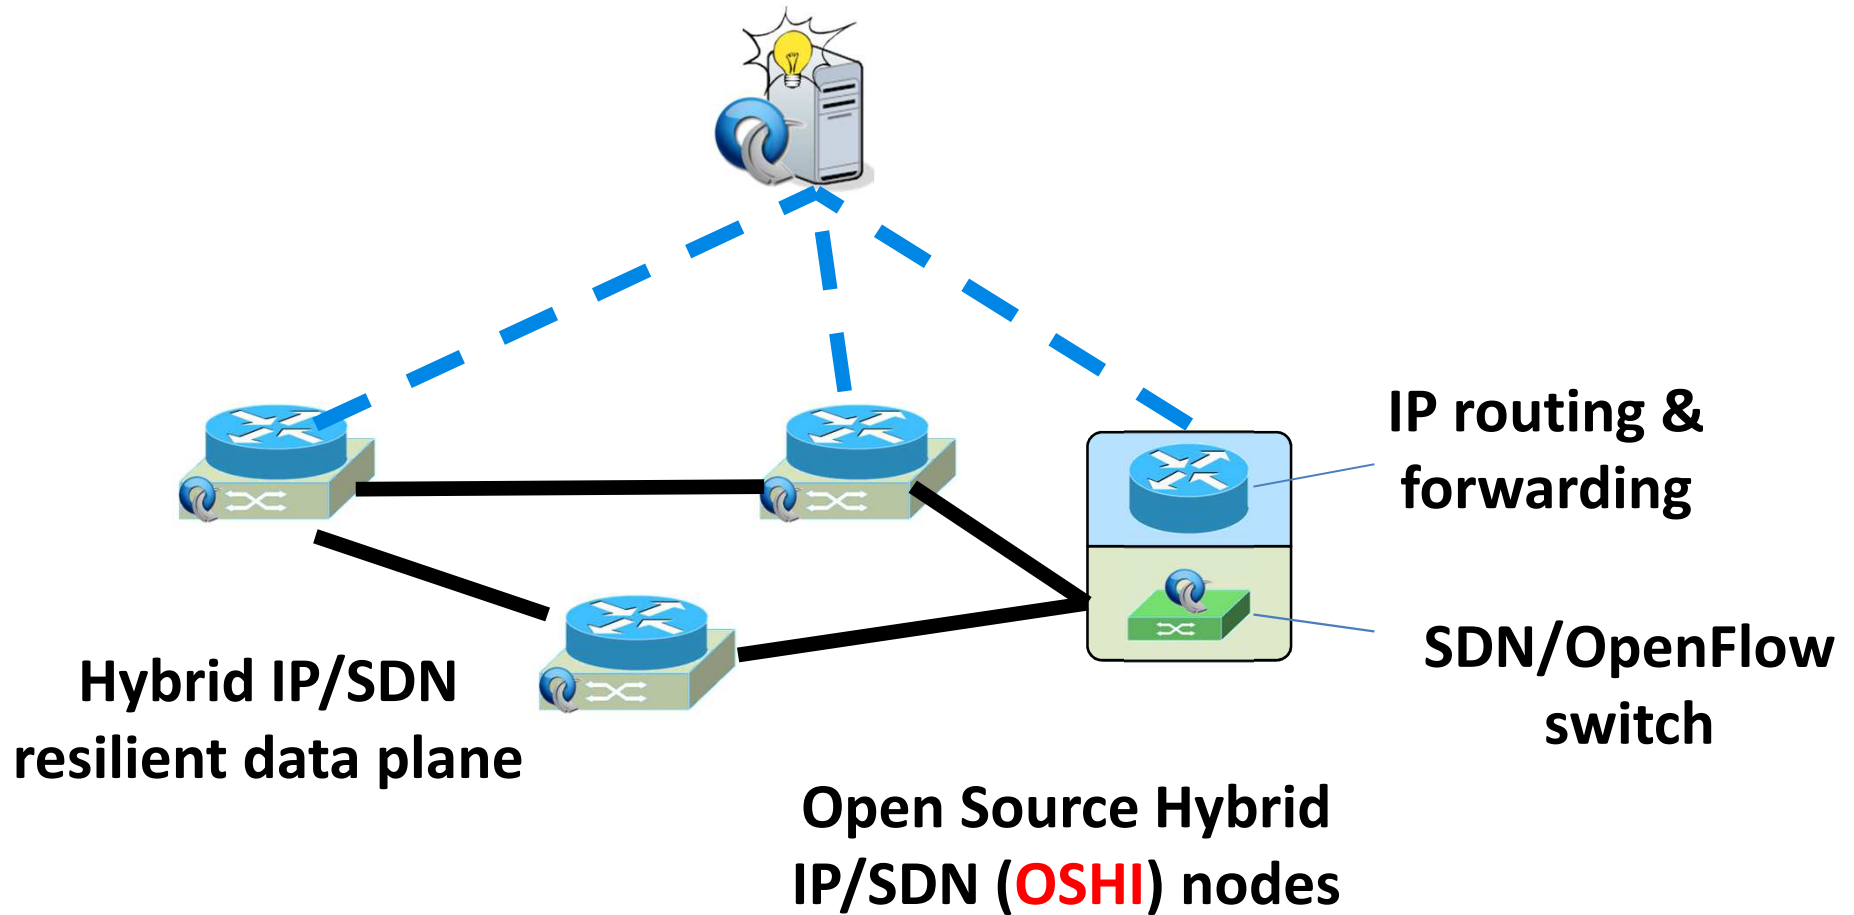 IP routing &
forwarding
SDN/OpenFlow
switch
Hybrid IP/SDN
resilient data plane
Open Source Hybrid
IP/SDN (OSHI) nodes